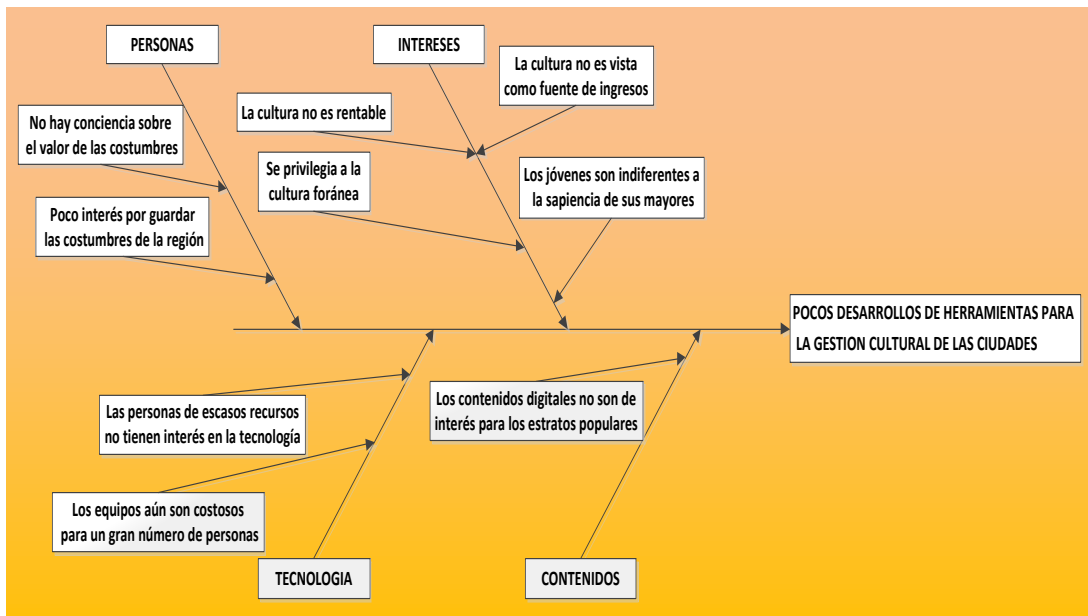 PERSONAS
INTERESES
La cultura no es vista
como fuente de ingresos
La cultura no es rentable
No hay conciencia sobre
el valor de las costumbres
Se privilegia a la
cultura foránea
Los jóvenes son indiferentes a
la sapiencia de sus mayores
Poco interés por guardar
las costumbres de la región
POCOS DESARROLLOS DE HERRAMIENTAS PARA
LA GESTION CULTURAL DE LAS CIUDADES
Las personas de escasos recursos
no tienen interés en la tecnología
Los contenidos digitales no son de
interés para los estratos populares
Los equipos aún son costosos
para un gran número de personas
TECNOLOGIA
CONTENIDOS